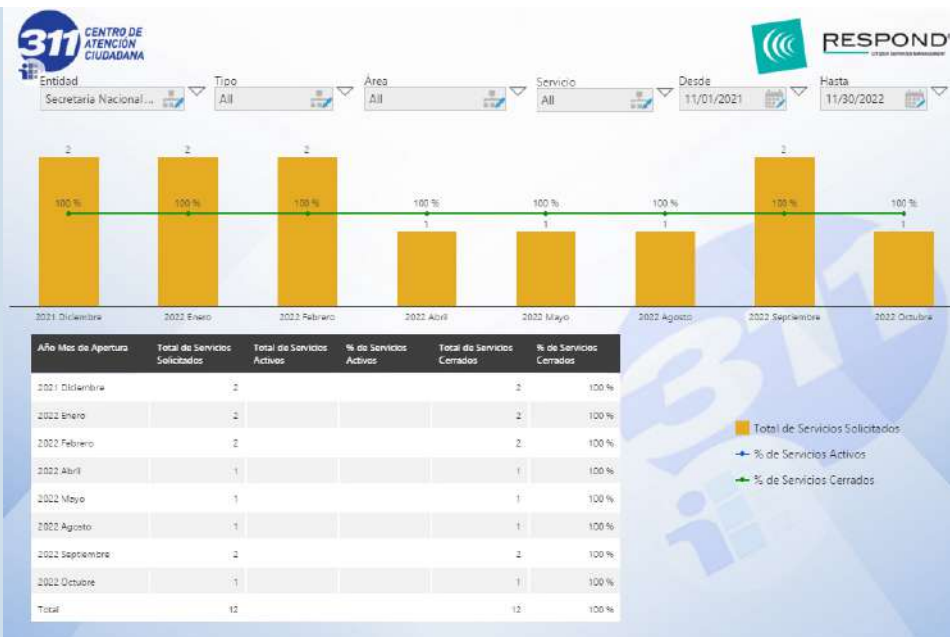 311 CENTRO DE
ATENCIÓN
CIUDADANA
RESPOND
Entidad Tipo Área Servicio Desde Hasta
Secretaria Nacional... All All All 11/01/2021 11/30/2022
2 2 2 2
100 % 100 % 100 % 100 % 100 % 100 % 100 % 100 %
1 1 1 1
2021 Diciembre 2022 Enero 2022 Febrero 2022 Abril 2022 Mayo 2022 Agosto 2022 Septiembre 2022 Octubre
Año Mes de Apertura Total de Servicios Solicitados Total de Servicios Activos % de Servicios Activos Total de Servicios Cerrados % de Servicios Cerrados
2021 Diciembre 2 2 100 %
2022 Enero 2 2 100 %
2022 Febrero 2 2 100 %
2022 Abril 1 1 100 %
2022 Mayo 1 1 100 %
2022 Agosto 1 1 100 %
2022 Septiembre 2 2 100 %
2022 Octubre 1 1 100 %
Total 12 12 100 %
Total de Servicios Solicitados
% de Servicios Activos
% de Servicios Cerrados
311